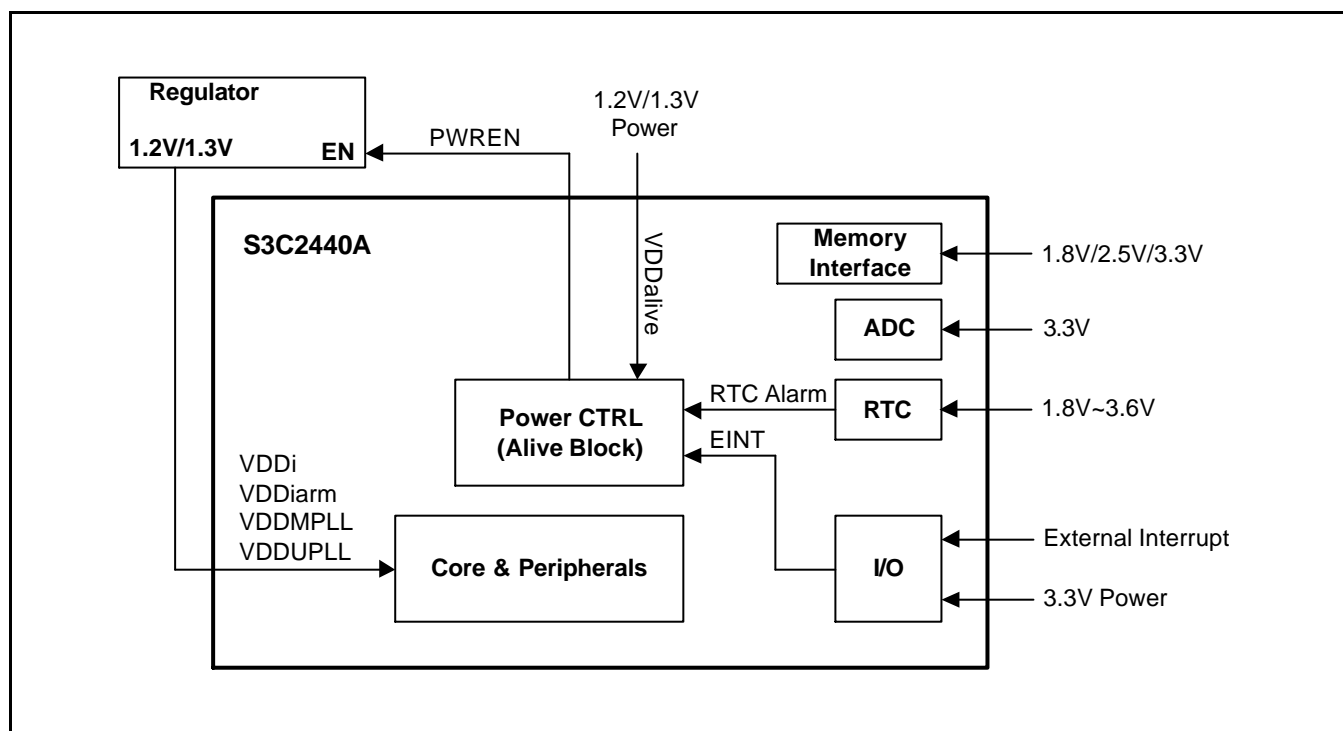 Regulator
1.2V/1.3V
EN
PWREN
1.2V/1.3V
Power
S3C2440A
VDDalive
Memory
Interface
1.8V/2.5V/3.3V
ADC
3.3V
Power CTRL
(Alive Block)
RTC Alarm
RTC
1.8V~3.6V
EINT
VDDi
VDDiarm
VDDMPLL
VDDUPLL
Core & Peripherals
I/O
External Interrupt
3.3V Power